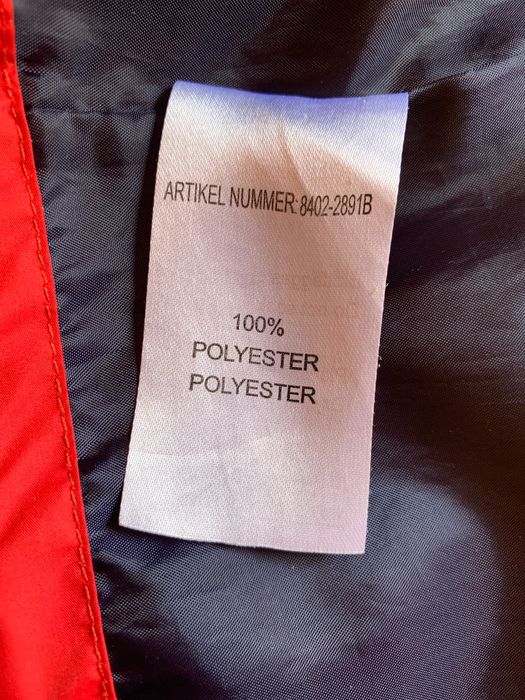 ARTIKEL NUMMER: 8402-2891B
100%
POLYESTER
POLYESTER